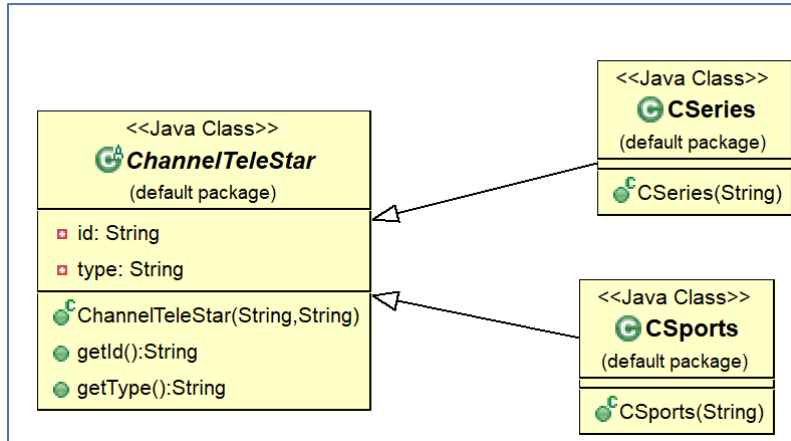 <<Java Class>>
ChannelTeleStar
(default package)
id: String
type: String
ChannelTeleStar(String,String)
getId():String
getType():String
<<Java Class>>
CSeries
(default package)
CSeries(String)
<<Java Class>>
CSports
(default package)
CSports(String)